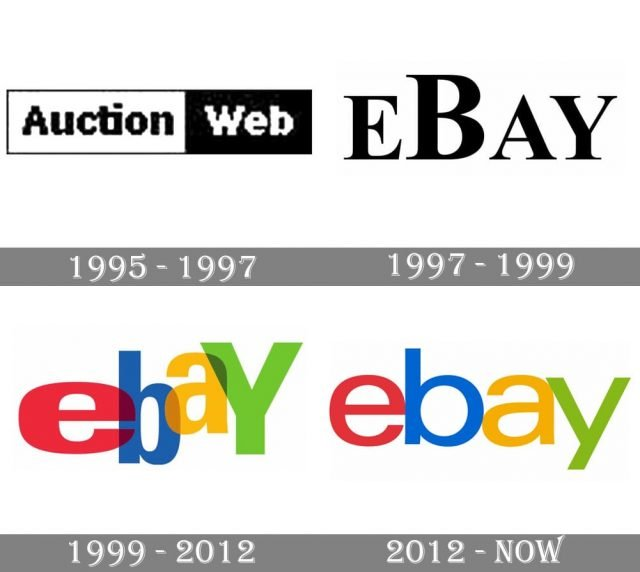 Auction Web
EBAY
1995 - 1997
1997 - 1999
ebaY
ebay
1999 - 2012
2012 - NOW